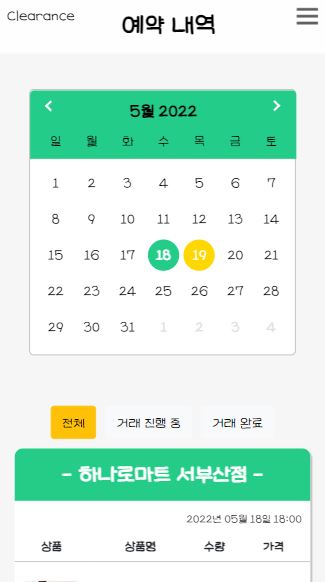 Clearance
예약 내역
5월 2022
일 월 화 수 목 금 토
1 2 3 4 5 6 7
8 9 10 11 12 13 14
15 16 17 18 19 20 21
22 23 24 25 26 27 28
29 30 31 1 2 3 4
전체 거래 진행 중 거래 완료
- 하나로마트 서부산점 -
2022년 05월 18일 18:00
상품 상품명 수량 가격